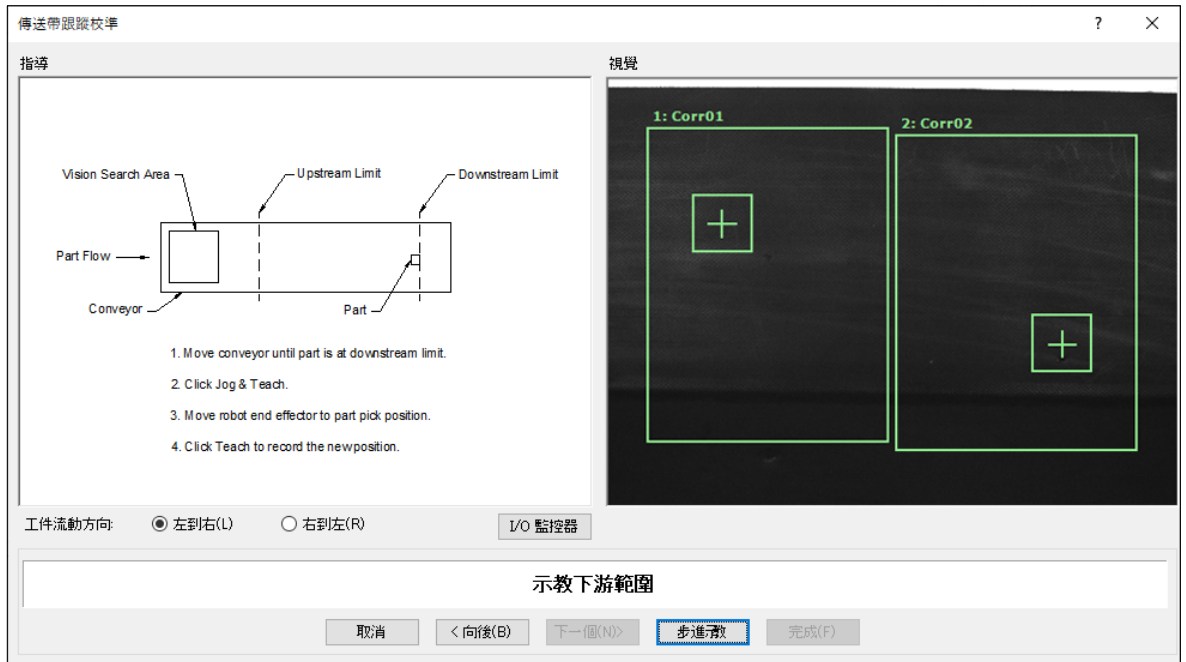 傳送帶跟蹤校準
?
指導
視覺
Vision Search Area
Upstream Limit
Downstream Limit
Part Flow
Conveyor
Part
1. Move conveyor until part is at downstream limit.
2. Click Jog & Teach.
3. Move robot end effector to part pick position.
4. Click Teach to record the newposition.
1: Corr01
2: Corr02
工件流動方向:
左到右(L)
右到左(R)
I/O 監控器
示教下游範圍
取消
< 向後(B)
下一個(N)>
步進示教
完成(F)